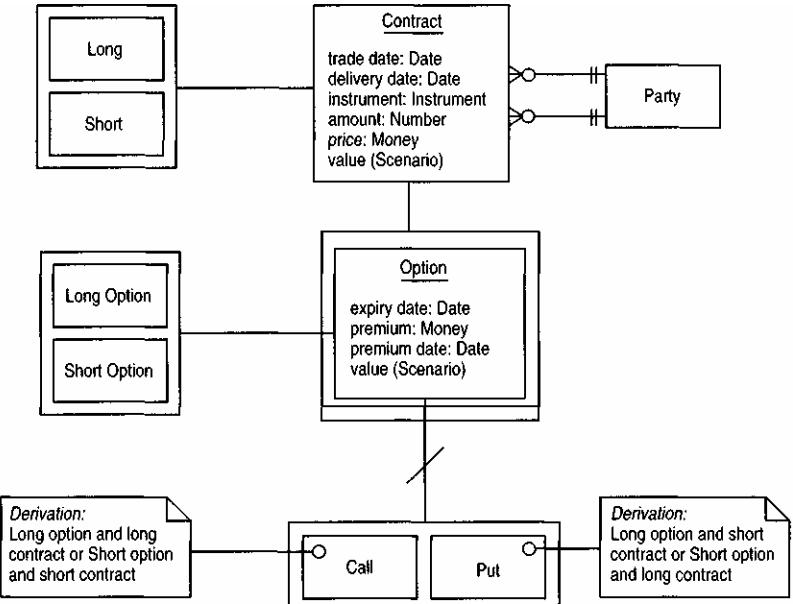 Contract
Long
trade date: Date
delivery date: Date
instrument: Instrument
amount: Number
price: Money
value (Scenario)
Party
Short
Option
Long Option
expiry date: Date
premium: Money
premium date: Date
value (Scenario)
Short Option
Derivation:
Long option and long
contract or Short option
and short contract
Call
Put
Derivation:
Long option and short
contract or Short option
and long contract